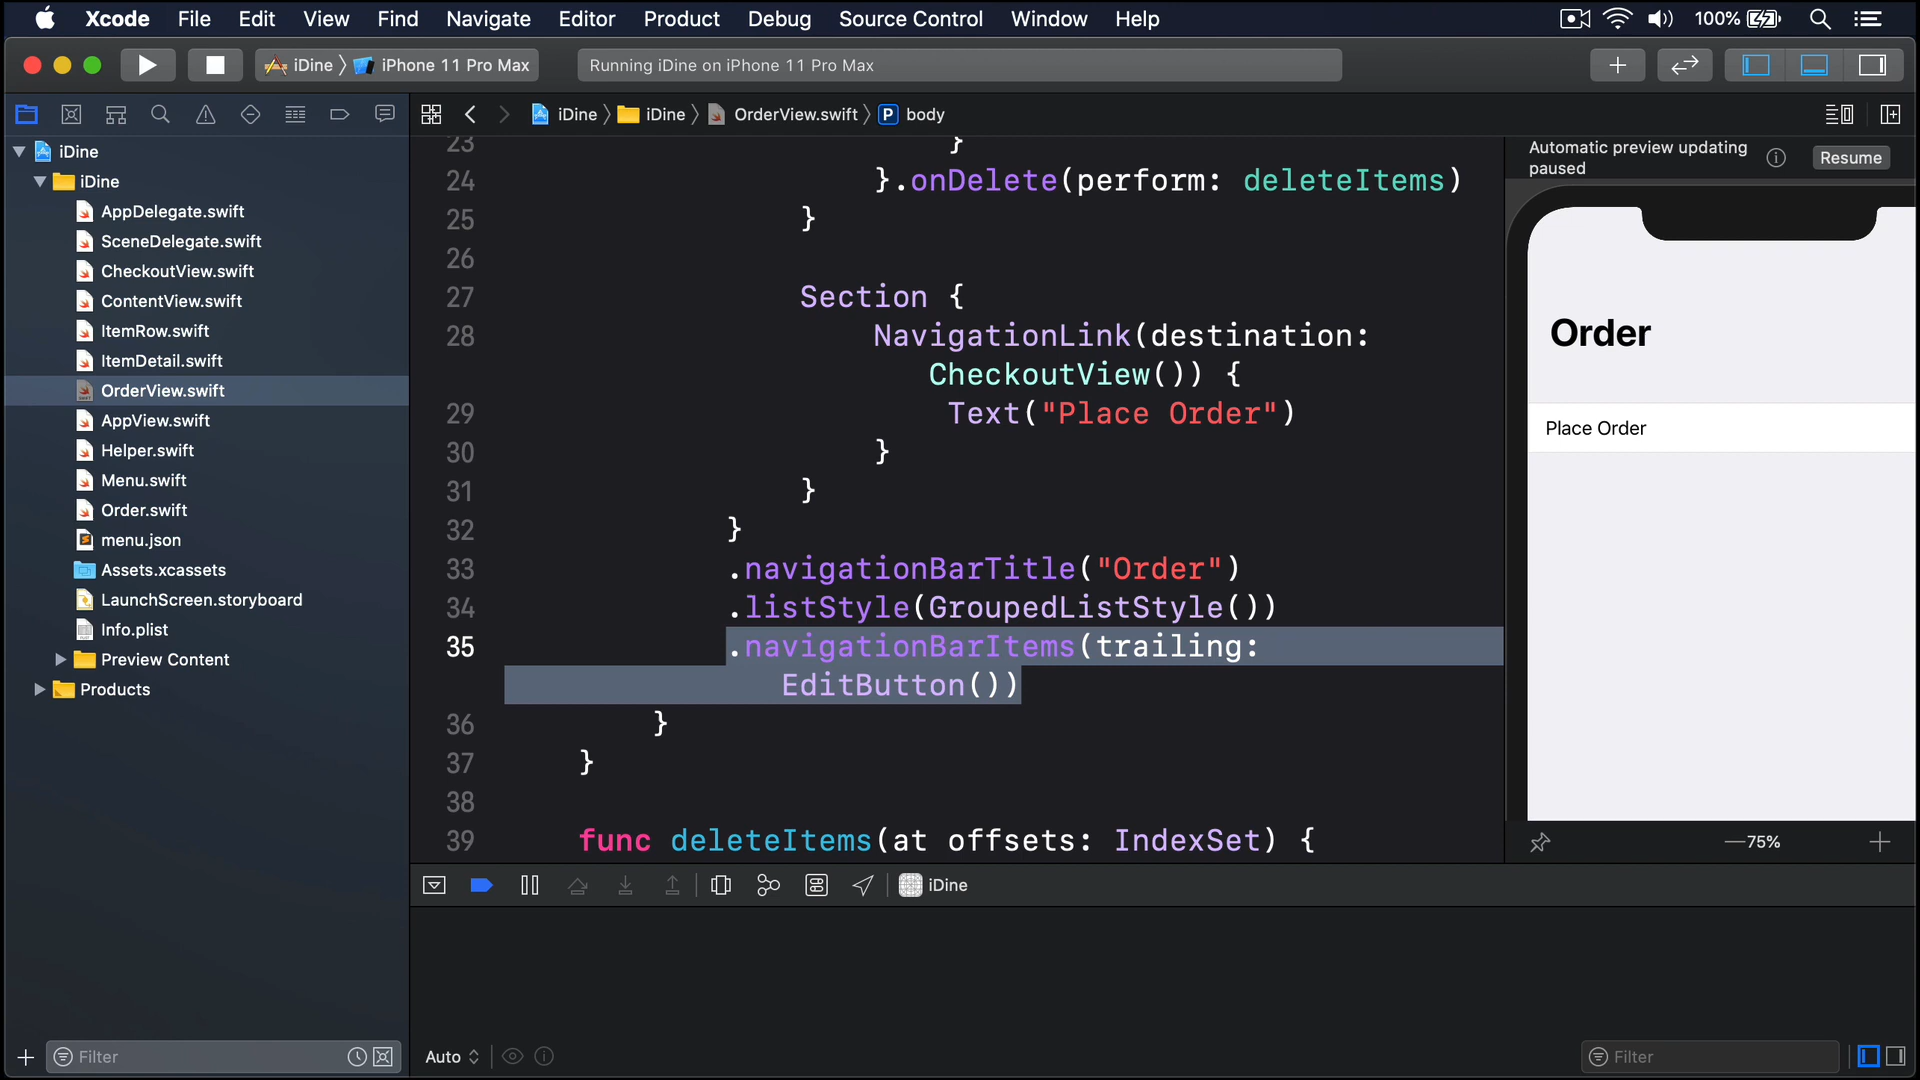 Xcode File Edit View Find Navigate Editor Product Debug Source Control Window Help 100%
iDine iPhone 11 Pro Max
Running iDine on iPhone 11 Pro Max
iDine iDine OrderView.swift P body
iDine
iDine
AppDelegate.swift
SceneDelegate.swift
CheckoutView.swift
ContentView.swift
ItemRow.swift
ItemDetail.swift
OrderView.swift
AppView.swift
Helper.swift
Menu.swift
Order.swift
menu.json
Assets.xcassets
LaunchScreen.storyboard
Info.plist
Preview Content
Products
Filter
23 }
24 }.onDelete(perform: deleteItems)
25 }
26
27 Section {
28 NavigationLink(destination:
CheckoutView()) {
29 Text("Place Order")
30 }
31 }
32 }
33 .navigationBarTitle("Order")
34 .listStyle(GroupedListStyle())
35 .navigationBarItems(trailing:
EditButton())
36 }
37 }
38
39 func deleteItems(at offsets: IndexSet) {
Automatic preview updating
paused
Resume
Order
Place Order
75%
iDine
Auto
Filter